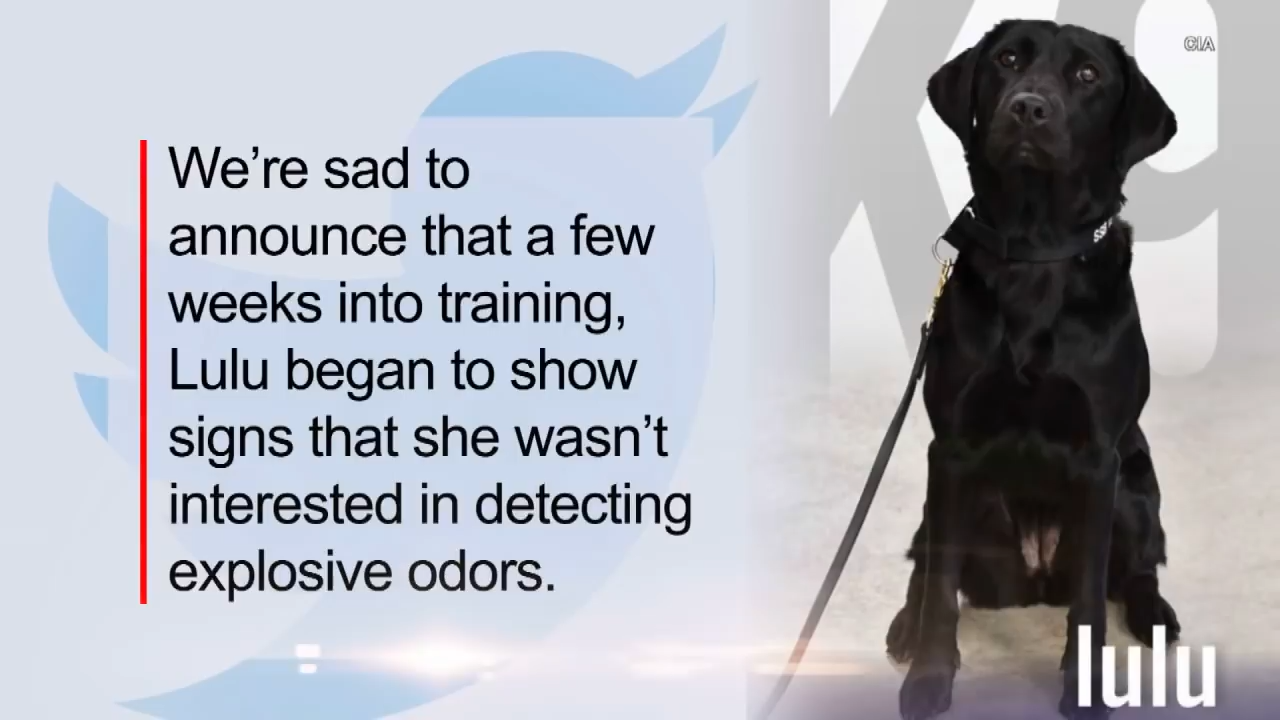 We’re sad to
announce that a few
weeks into training,
Lulu began to show
signs that she wasn’t
interested in detecting
explosive odors.
K9
CIA
lulu